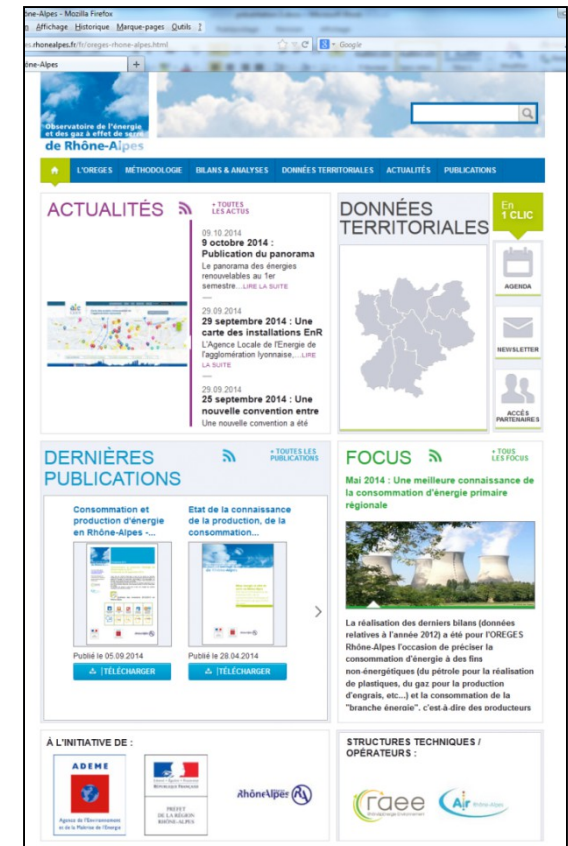 ône-Alpes - Mozilla Firefox
Affichage Historique Marque-pages Outils ?
rhonealpes.fr/fr/oreges-rhone-alpes.html
Google
ône-Alpes
Observatoire de l'énergie
et des gaz à effet de serre
de Rhône-Alpes
L'OREGES MÉTHODOLOGIE BILANS & ANALYSES DONNÉES TERRITORIALES ACTUALITÉS PUBLICATIONS
ACTUALITÉS
+ TOUTES
LES ACTUS
09.10.2014
9 octobre 2014 :
Publication du panorama
Le panorama des énergies
renouvelables au 1er
semestre...LIRE LA SUITE
29.09.2014
29 septembre 2014 : Une
carte des installations EnR
L'Agence Locale de l'Energie de
l'agglomération lyonnaise,...LIRE
LA SUITE
29.09.2014
25 septembre 2014 : Une
nouvelle convention entre
Une nouvelle convention a été
DONNÉES
TERRITORIALES
En
1 CLIC
AGENDA
NEWSLETTER
ACCÉS
PARTENAIRES
DERNIÈRES
PUBLICATIONS
+ TOUTES LES
PUBLICATIONS
Consommation et
production d'énergie
en Rhône-Alpes -...
Publié le 05.09.2014
TÉLÉCHARGER
Etat de la connaissance
de la production, de la
consommation...
Publié le 28.04.2014
TÉLÉCHARGER
FOCUS
+ TOUS
LES FOCUS
Mai 2014 : Une meilleure connaissance de
la consommation d'énergie primaire
régionale
La réalisation des derniers bilans (données
relatives à l'année 2012) a été pour l'OREGES
Rhône-Alpes l'occasion de préciser la
consommation d'énergie à des fins
non-énergétiques (du pétrole pour la réalisation
de plastiques, du gaz pour la production
d'engrais, etc...) et la consommation de la
"branche énergie", c'est-à-dire des producteurs
À L'INITIATIVE DE :
ADEME
Agence de l'Environnement
et de la Maîtrise de l'Energie
RÉPUBLIQUE FRANÇAISE
PRÉFET
DE LA RÉGION
RHÔNE-ALPES
RhôneAlpes
STRUCTURES TECHNIQUES /
OPÉRATEURS :
raee
Rhônalpénergie-Environnement
Air Rhône-Alpes